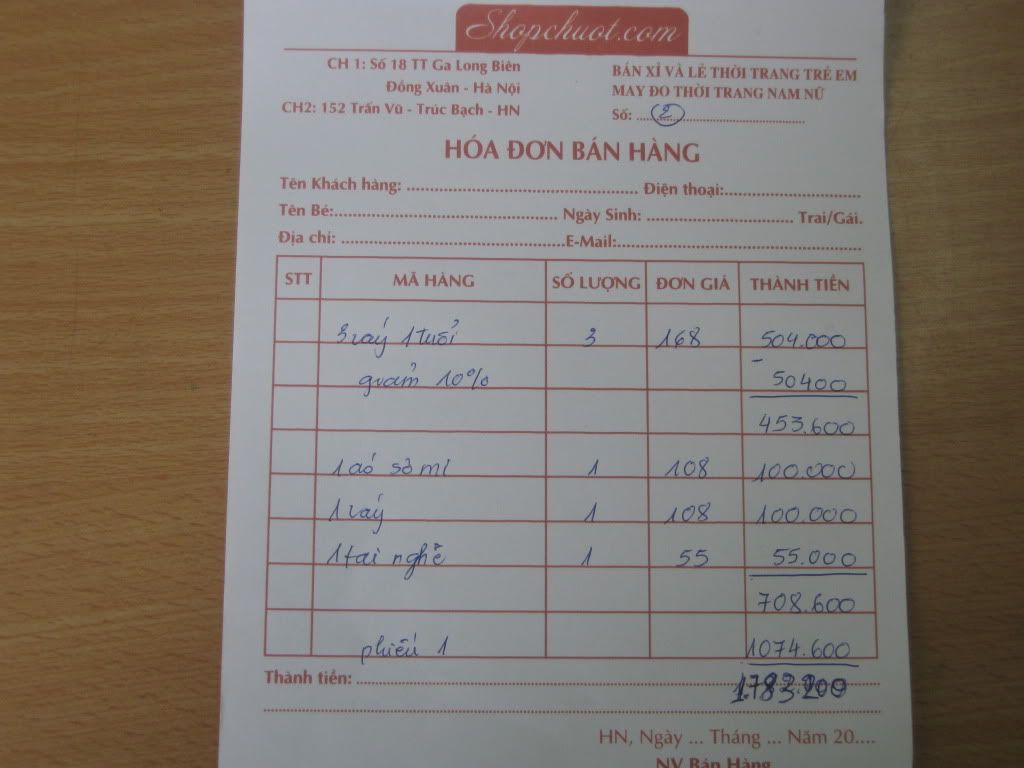 Shopchuot.com
CH 1: Số 18 TT Ga Long Biên
Đồng Xuân - Hà Nội
CH2: 152 Trấn Vũ - Trúc Bạch - HN
BÁN XỈ VÀ LẺ THỜI TRANG TRẺ EM
MAY ĐO THỜI TRANG NAM NỮ
Số: 2
HÓA ĐƠN BÁN HÀNG
Tên Khách hàng: Điện thoại:
Tên Bé: Ngày Sinh: Trai/Gái.
Địa chỉ: E-Mail:
STT MÃ HÀNG SỐ LƯỢNG ĐƠN GIÁ THÀNH TIỀN
3 váy 1 tuổi 3 168 504.000
giảm 10% - 50400
453.600
1 áo sơ mi 1 108 100.000
1 váy 1 108 100.000
1 tai nghe 1 55 55.000
708.600
phiếu 1 1074.600
Thành tiền: 1.783.200
HN, Ngày ... Tháng ... Năm 20....
NV Bán Hàng